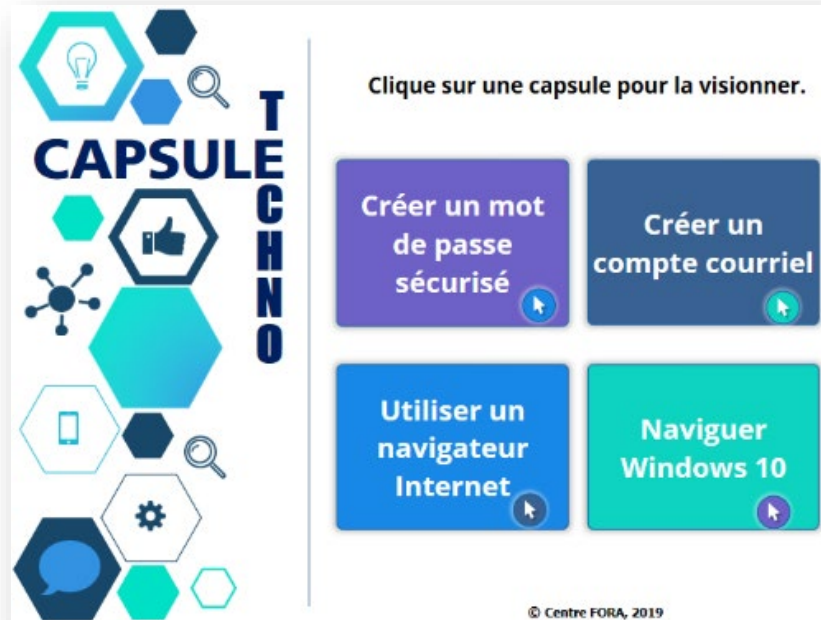 CAPSULE
TECHNO
Clique sur une capsule pour la visionner.
Créer un mot
de passe
sécurisé
Créer un
compte courriel
Utiliser un
navigateur
Internet
Naviguer
Windows 10
© Centre FORA, 2019